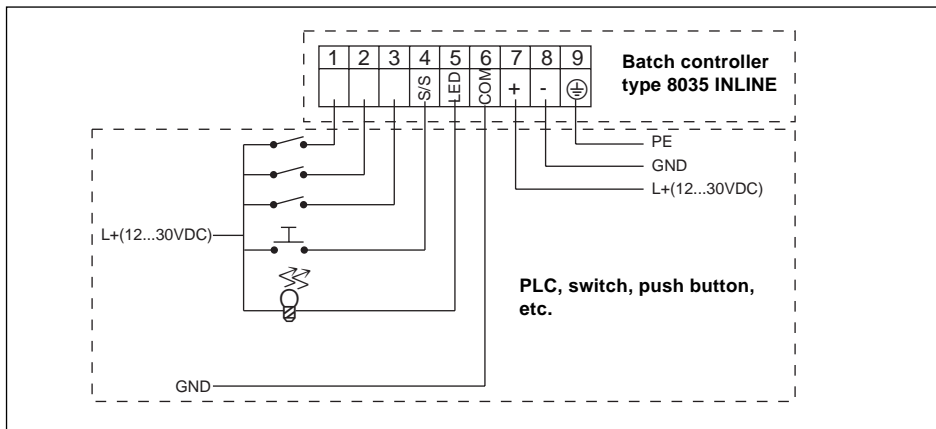 1 2 3 4 5 6 7 8 9
S/S LED COM + -
Batch controller
type 8035 INLINE
PE
GND
L+(12...30VDC)
L+(12...30VDC)
PLC, switch, push button,
etc.
GND